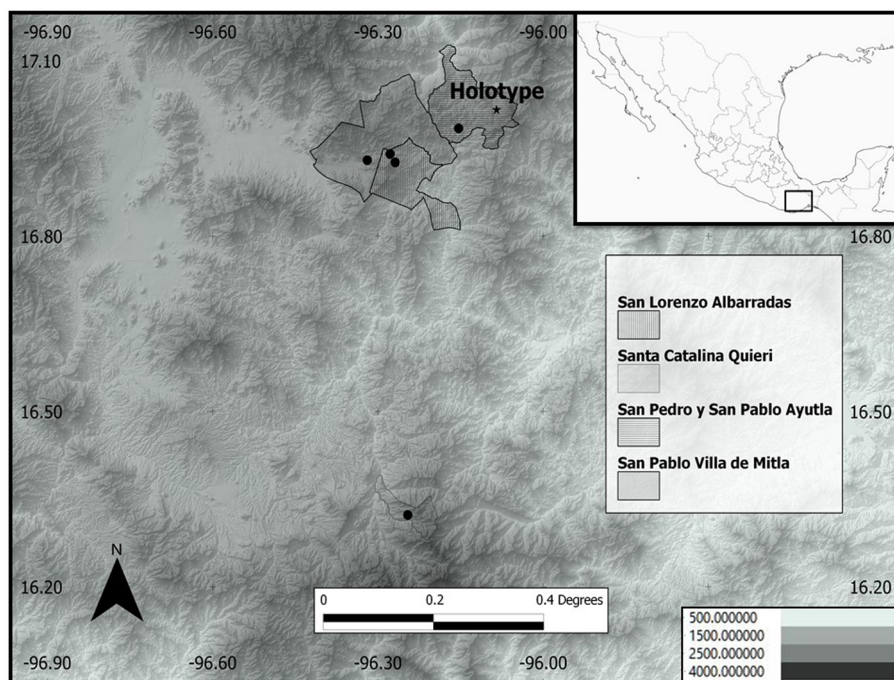 -96.90 -96.60 -96.30 -96.00
17.10
Holotype
16.80 16.80
San Lorenzo Albarradas
Santa Catalina Quieri
San Pedro y San Pablo Ayutla
San Pablo Villa de Mitla
16.50 16.50
N
16.20 16.20
0 0.2 0.4 Degrees
500.000000
1500.000000
2500.000000
4000.000000
-96.90 -96.60 -96.30 -96.00